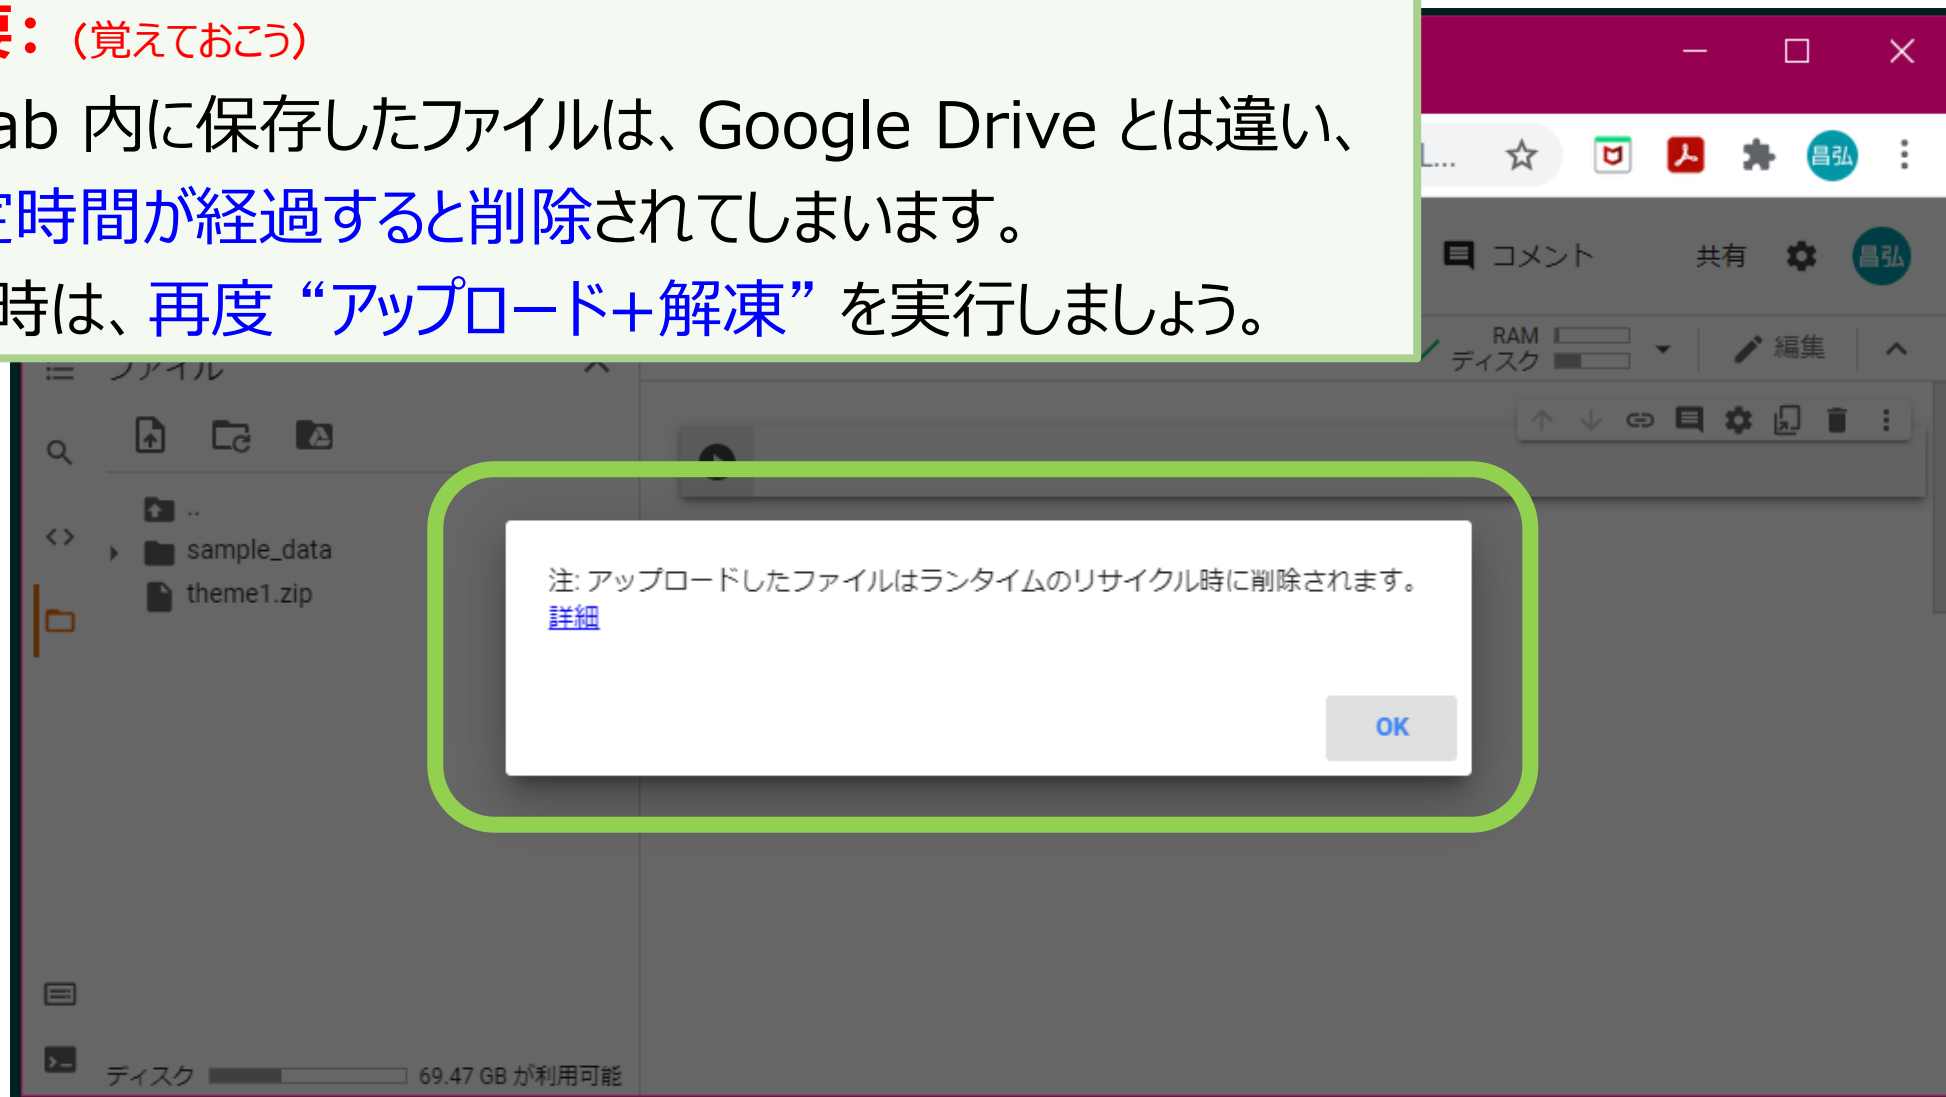 要：（覚えておこう）
ab 内に保存したファイルは、Google Drive とは違い、
定時間が経過すると削除されてしまいます。
時は、再度 “アップロード+解凍” を実行しましょう。
L...
昌弘
コメント
共有
昌弘
RAM
ディスク
編集
ファイル
..
sample_data
theme1.zip
注: アップロードしたファイルはランタイムのリサイクル時に削除されます。
詳細
OK
ディスク
69.47 GB が利用可能